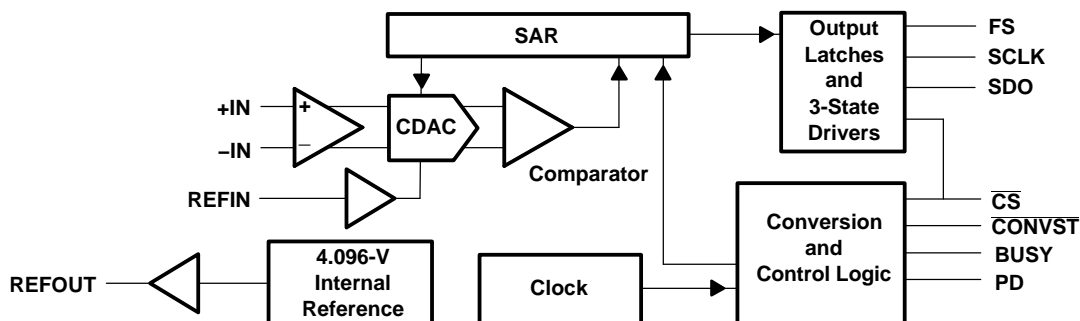 SAR
Output
Latches
and
3-State
Drivers
FS
SCLK
SDO
+IN
–IN
+
–
CDAC
Comparator
REFIN
CS
CONVST
BUSY
PD
Conversion
and
Control Logic
4.096-V
Internal
Reference
REFOUT
Clock